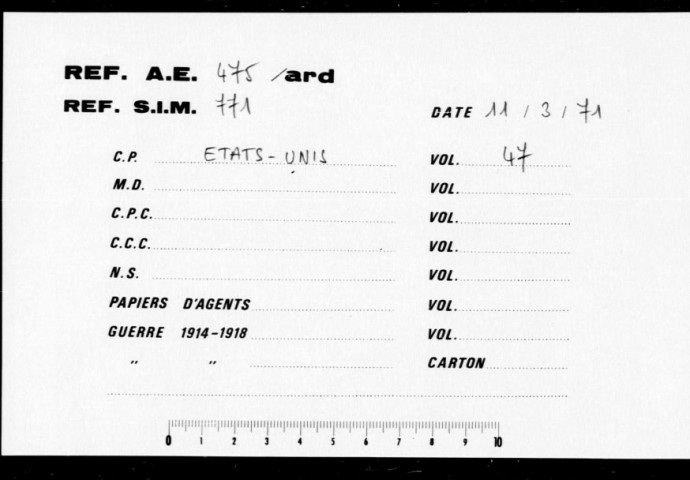 REF. A.E. 475 /ard
REF. S.I.M. 771
DATE 11 / 3 / 71
C.P. ETATS-UNIS VOL. 47
M.D. VOL.
C.P.C. VOL.
C.C.C. VOL.
N.S. VOL.
PAPIERS D'AGENTS VOL.
GUERRE 1914-1918 VOL.
" " CARTON
0 1 2 3 4 5 6 7 8 9 10